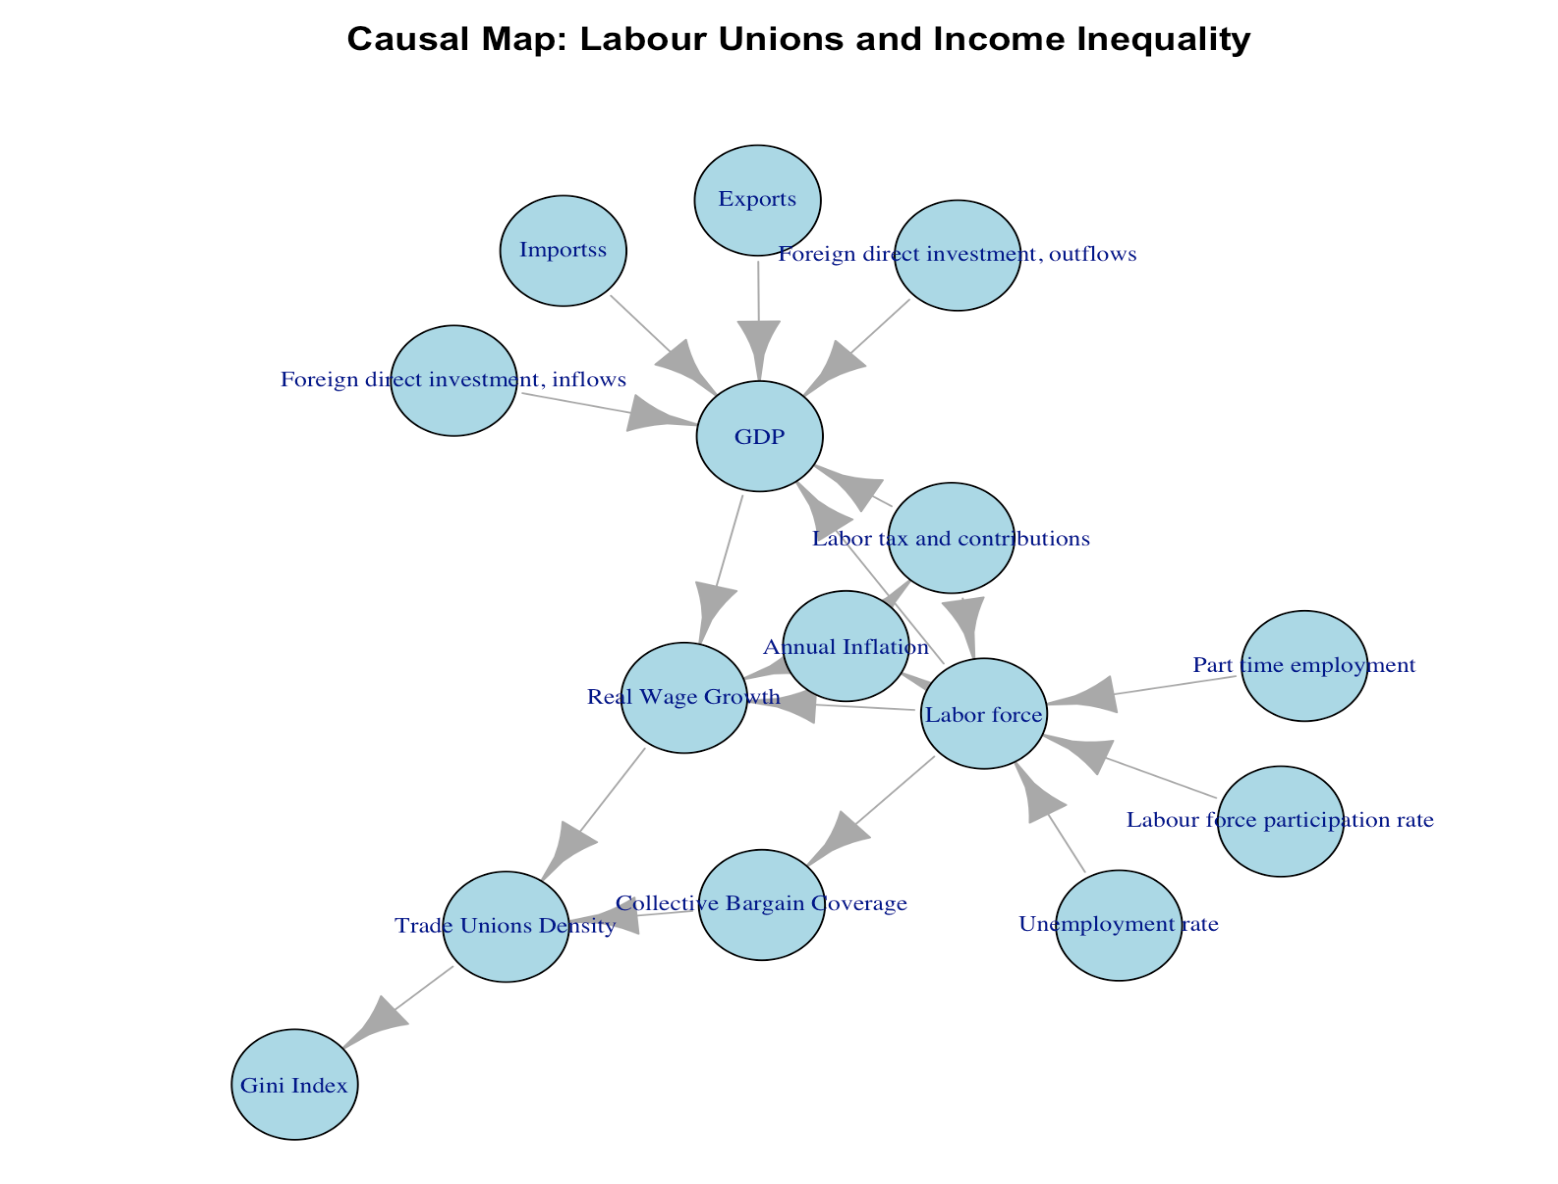 Causal Map: Labour Unions and Income Inequality
Exports
Importss
Foreign direct investment, outflows
Foreign direct investment, inflows
GDP
Labor tax and contributions
Annual Inflation
Part time employment
Real Wage Growth
Labor force
Labour force participation rate
Collective Bargain Coverage
Unemployment rate
Trade Unions Density
Gini Index